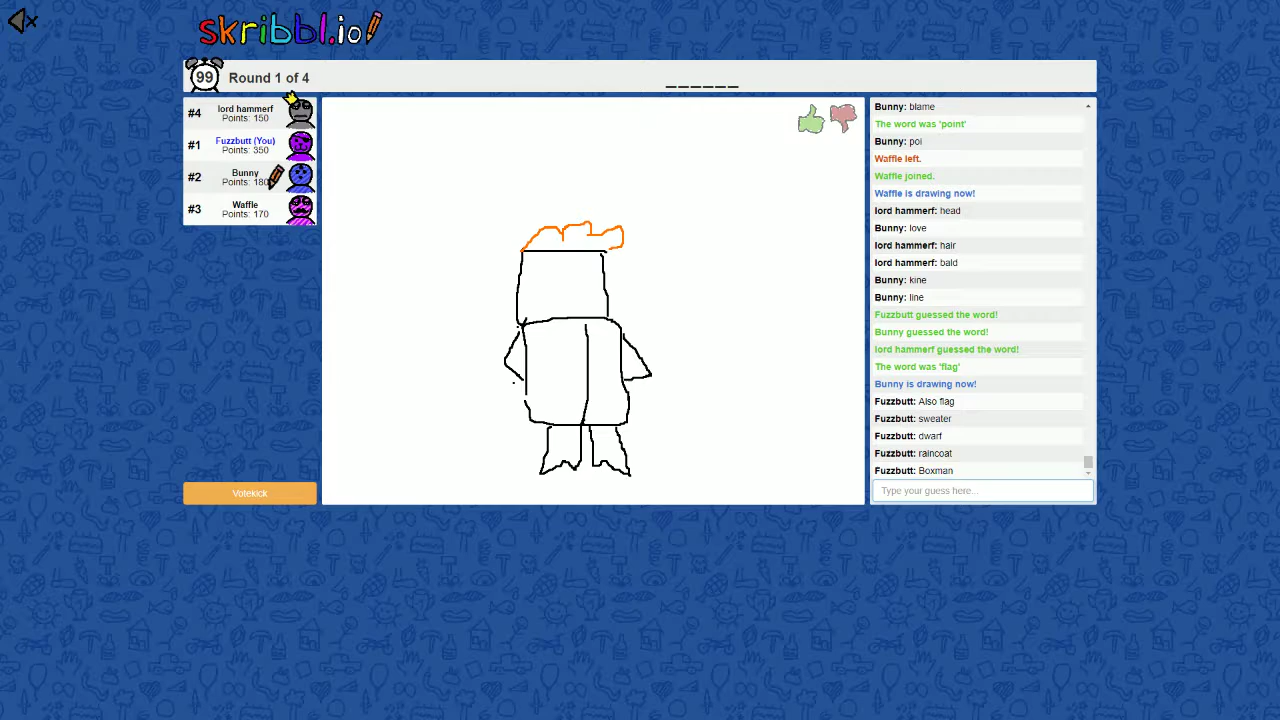 skribbl.io
99
Round 1 of 4
______
#4
lord hammerf
Points: 150
#1
Fuzzbutt (You)
Points: 350
#2
Bunny
Points: 180
#3
Waffle
Points: 170
Votekick
Bunny: blame
The word was 'point'
Bunny: poi
Waffle left.
Waffle joined.
Waffle is drawing now!
lord hammerf: head
Bunny: love
lord hammerf: hair
lord hammerf: bald
Bunny: kine
Bunny: line
Fuzzbutt guessed the word!
Bunny guessed the word!
lord hammerf guessed the word!
The word was 'flag'
Bunny is drawing now!
Fuzzbutt: Also flag
Fuzzbutt: sweater
Fuzzbutt: dwarf
Fuzzbutt: raincoat
Fuzzbutt: Boxman
Type your guess here...